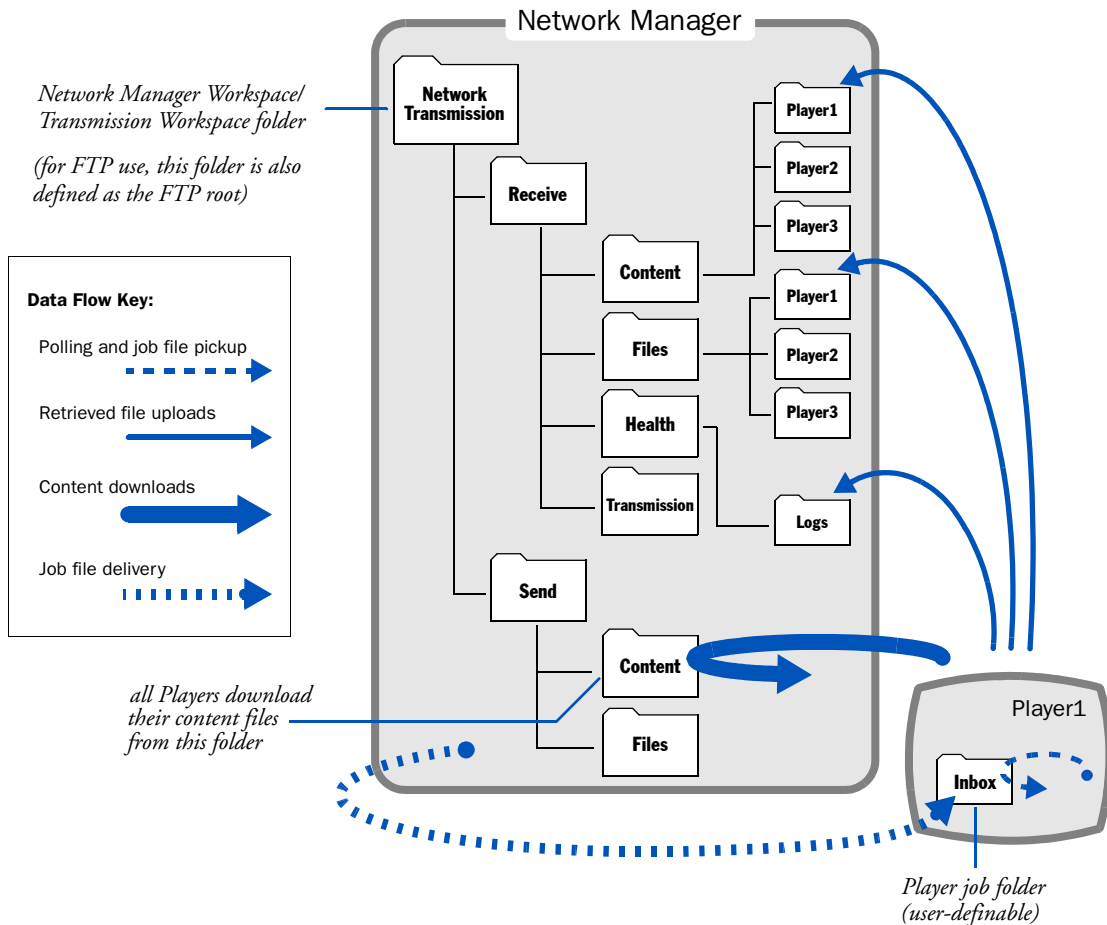 Network Manager
Network Manager Workspace/
Transmission Workspace folder
(for FTP use, this folder is also
defined as the FTP root)
Network
Transmission
Receive
Content
Files
Health
Transmission
Player1
Player2
Player3
Player1
Player2
Player3
Logs
Send
Content
Files
Data Flow Key:
Polling and job file pickup
Retrieved file uploads
Content downloads
Job file delivery
all Players download
their content files
from this folder
Player1
Inbox
Player job folder
(user-definable)